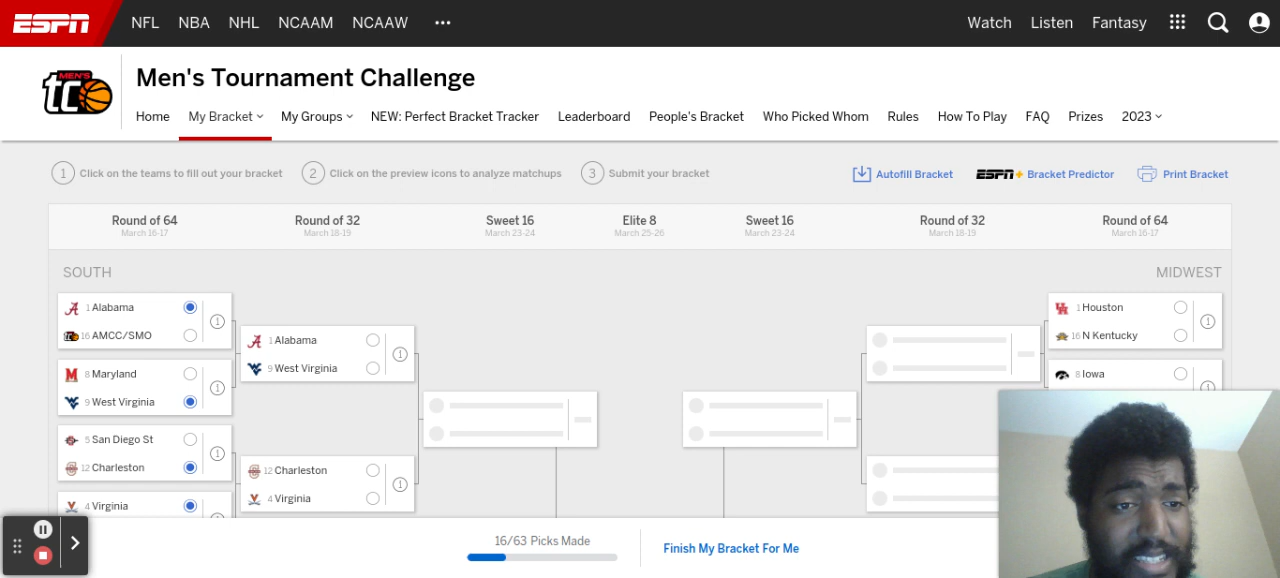 ESPN NFL NBA NHL NCAAM NCAAW ••• Watch Listen Fantasy
MEN'S tc Men's Tournament Challenge
Home My Bracket My Groups NEW: Perfect Bracket Tracker Leaderboard People's Bracket Who Picked Whom Rules How To Play FAQ Prizes 2023
1 Click on the teams to fill out your bracket 2 Click on the preview icons to analyze matchups 3 Submit your bracket Autofill Bracket ESPN+ Bracket Predictor Print Bracket
Round of 64 Round of 32 Sweet 16 Elite 8 Sweet 16 Round of 32 Round of 64
March 16-17 March 18-19 March 23-24 March 25-26 March 23-24 March 18-19 March 16-17
SOUTH MIDWEST
1 Alabama 1 Houston
16 AMCC/SMO 16 N Kentucky
1 Alabama
9 West Virginia
8 Maryland 8 Iowa
9 West Virginia
5 San Diego St
12 Charleston
12 Charleston
4 Virginia
4 Virginia
16/63 Picks Made
Finish My Bracket For Me